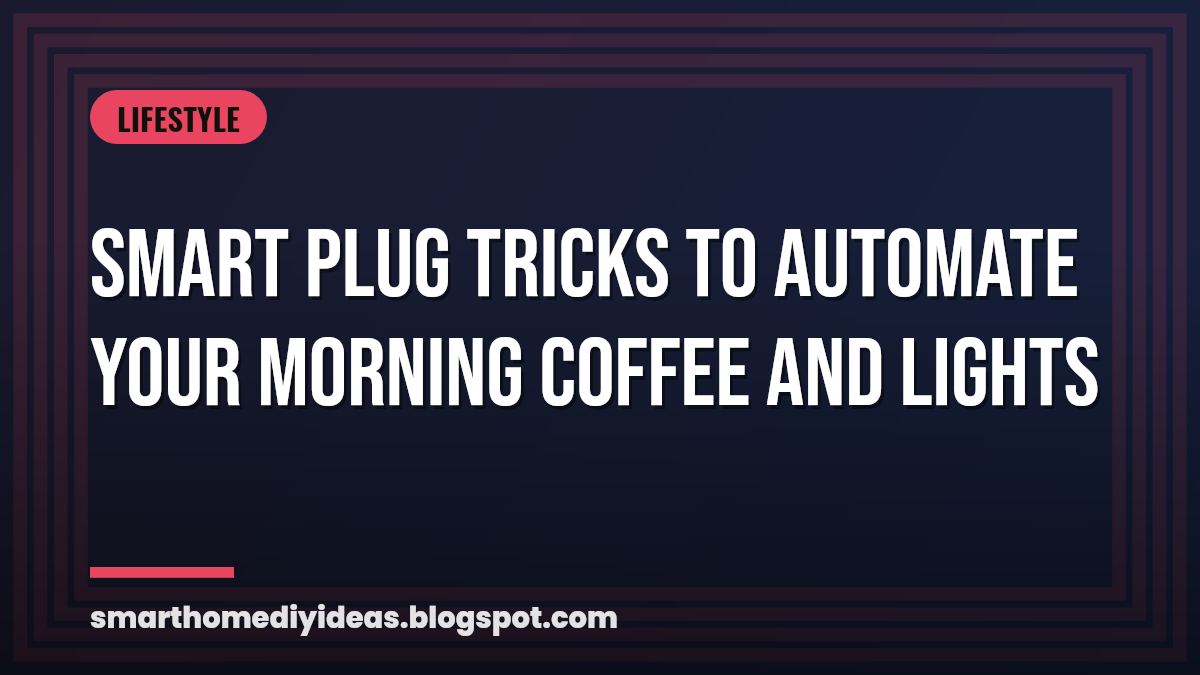 LIFESTYLE
SMART PLUG TRICKS TO AUTOMATE
YOUR MORNING COFFEE AND LIGHTS
smarthomediyideas.blogspot.com